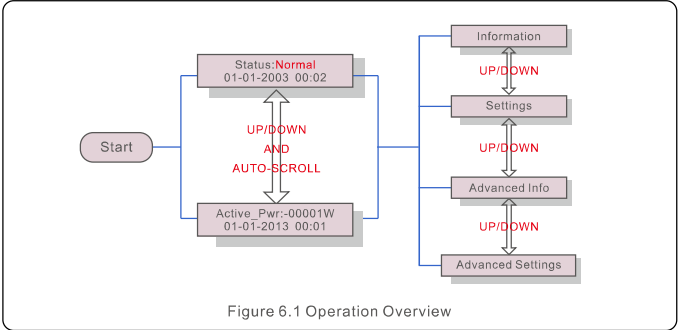 Start
Status:Normal
01-01-2003 00:02
UP/DOWN
AND
AUTO-SCROLL
Active_Pwr:-00001W
01-01-2013 00:01
Information
UP/DOWN
Settings
UP/DOWN
Advanced Info
UP/DOWN
Advanced Settings
Figure 6.1 Operation Overview